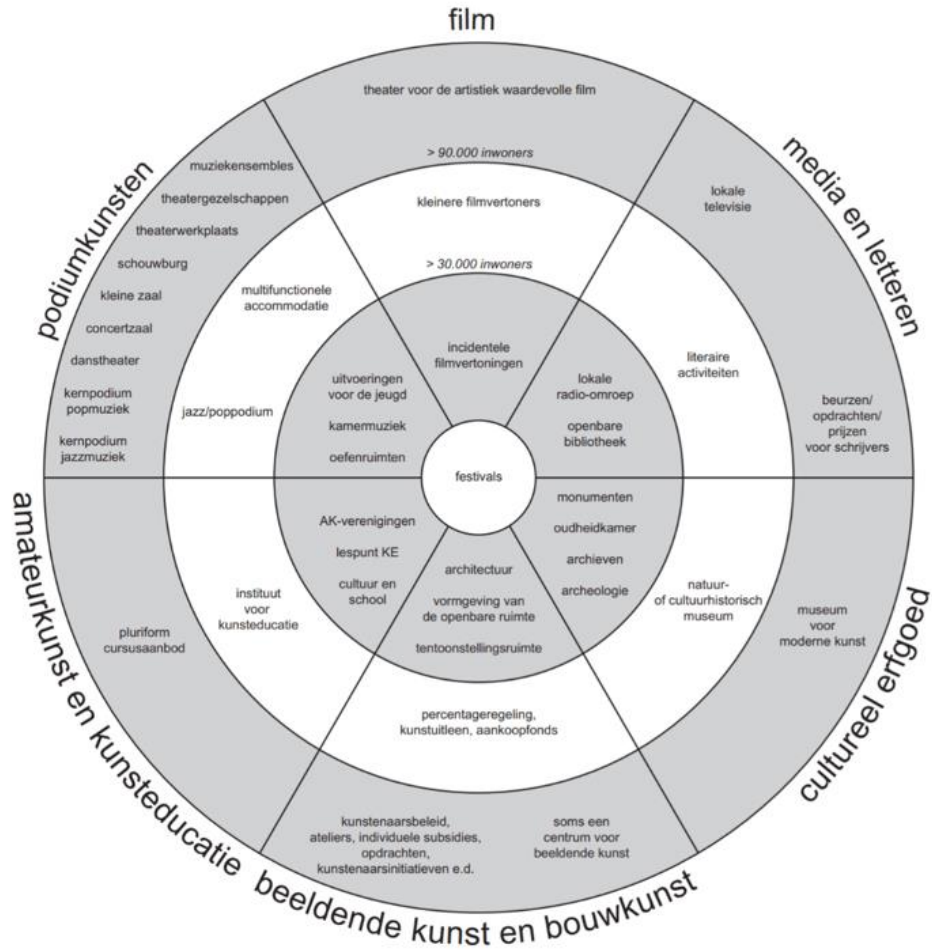 film
theater voor de artistiek waardevolle film
> 90.000 inwoners
kleinere filmvertoners
> 30.000 inwoners
incidentele
filmvertoningen
media en letteren
lokale
televisie
literaire
activiteiten
beurzen/
opdrachten/
prijzen
voor schrijvers
lokale
radio-omroep
openbare
bibliotheek
podiumkunsten
muziekensembles
theatergezelschappen
theaterwerkplaats
schouwburg
kleine zaal
concertzaal
danstheater
kernpodium
popmuziek
kernpodium
jazzmuziek
multifunctionele
accommodatie
jazz/poppodium
uitvoeringen
voor de jeugd
kamermuziek
oefenruimten
festivals
cultureel erfgoed
monumenten
oudheidkamer
archieven
archeologie
natuur-
of cultuurhistorisch
museum
museum
voor
moderne kunst
amateurkunst en kunsteducatie
AK-verenigingen
lespunt KE
cultuur en
school
instituut
voor
kunsteducatie
pluriform
cursusaanbod
beeldende kunst en bouwkunst
architectuur
vormgeving van
de openbare ruimte
tentoonstellingsruimte
percentageregeling,
kunstuitleen, aankoopfonds
kunstenaarsbeleid,
ateliers, individuele subsidies,
opdrachten,
kunstenaarsinitiatieven e.d.
soms een
centrum voor
beeldende kunst